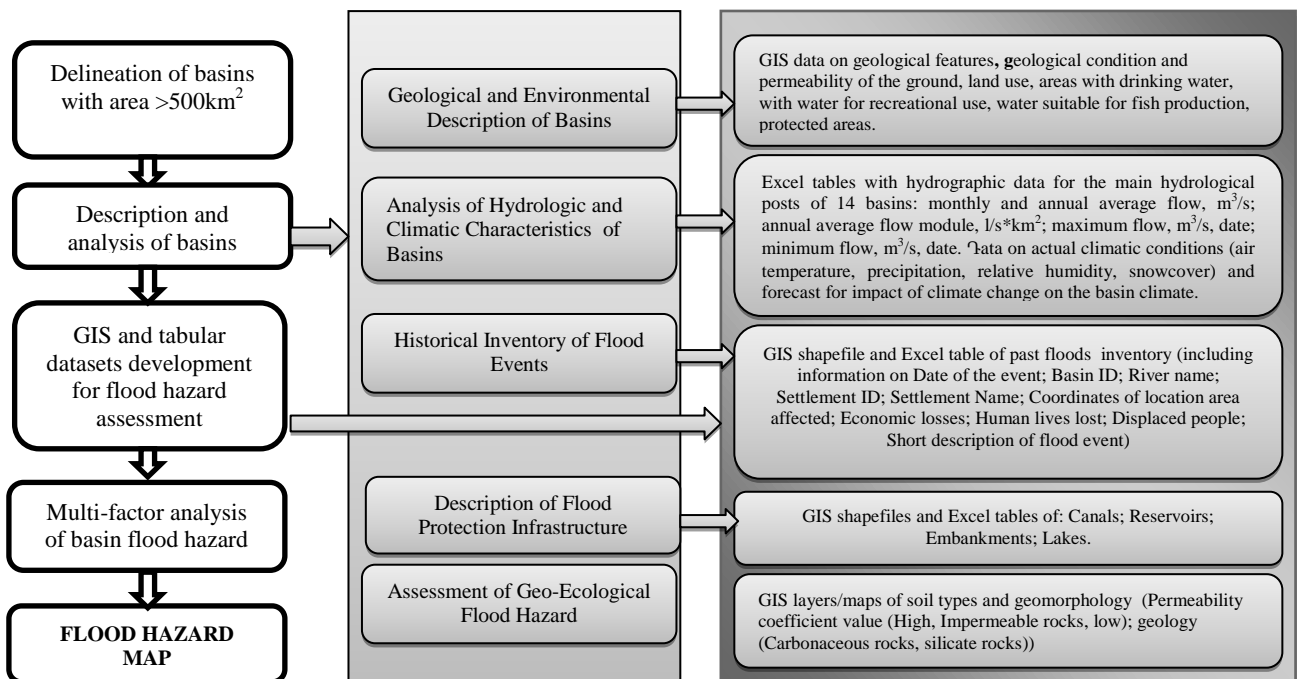 Delineation of basins
with area >500km²
Description and
analysis of basins
GIS and tabular
datasets development
for flood hazard
assessment
Multi-factor analysis
of basin flood hazard
FLOOD HAZARD
MAP
Geological and Environmental
Description of Basins
Analysis of Hydrologic and
Climatic Characteristics of
Basins
Historical Inventory of Flood
Events
Description of Flood
Protection Infrastructure
Assessment of Geo-Ecological
Flood Hazard
GIS data on geological features, geological condition and
permeability of the ground, land use, areas with drinking water,
with water for recreational use, water suitable for fish production,
protected areas.
Excel tables with hydrographic data for the main hydrological
posts of 14 basins: monthly and annual average flow, m³/s;
annual average flow module, l/s*km²; maximum flow, m³/s, date;
minimum flow, m³/s, date. Դata on actual climatic conditions (air
temperature, precipitation, relative humidity, snowcover) and
forecast for impact of climate change on the basin climate.
GIS shapefile and Excel table of past floods inventory (including
information on Date of the event; Basin ID; River name;
Settlement ID; Settlement Name; Coordinates of location area
affected; Economic losses; Human lives lost; Displaced people;
Short description of flood event)
GIS shapefiles and Excel tables of: Canals; Reservoirs;
Embankments; Lakes.
GIS layers/maps of soil types and geomorphology (Permeability
coefficient value (High, Impermeable rocks, low); geology
(Carbonaceous rocks, silicate rocks))